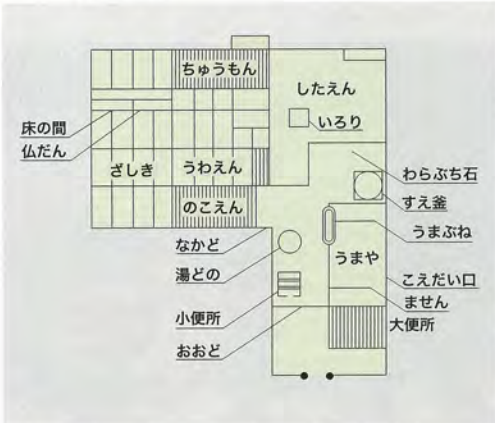 ちゅうもん
したえん
いろり
床の間
仏だん
ざしき
うわえん
わらぶち石
すえ釜
のこえん
うまぶね
なかど
うまや
湯どの
こえだい口
小便所
ません
大便所
おおど